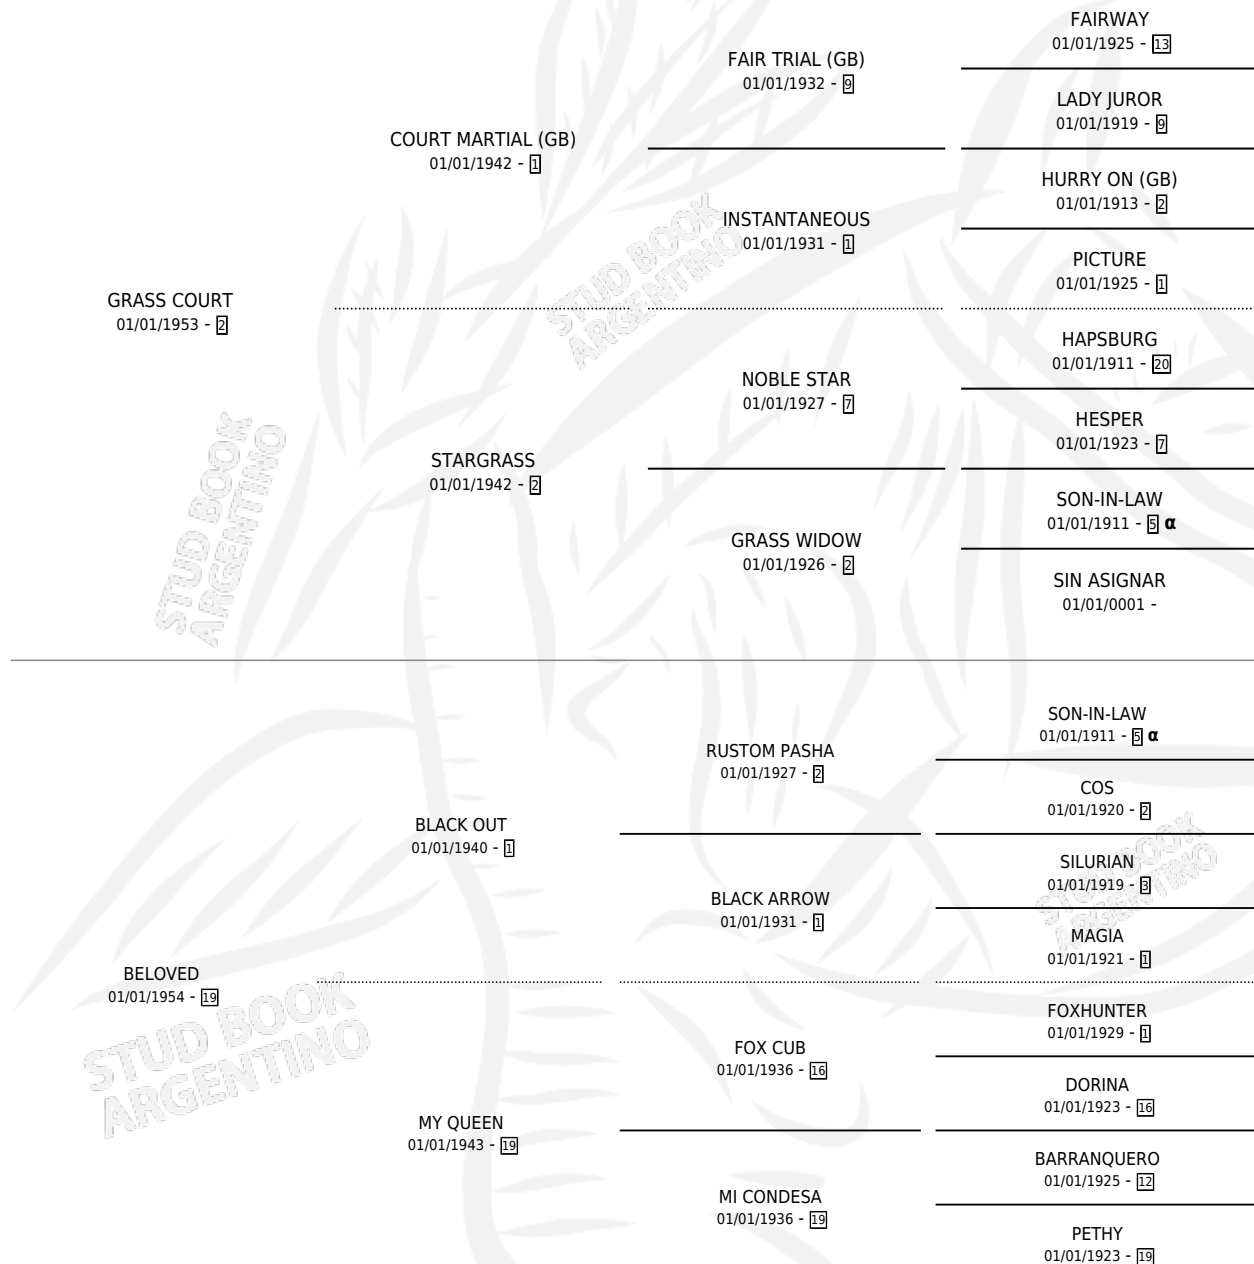 FAIRWAY
01/01/1925 - 13
FAIR TRIAL (GB)
01/01/1932 - 9
LADY JUROR
01/01/1919 - 9
COURT MARTIAL (GB)
01/01/1942 - 1
HURRY ON (GB)
01/01/1913 - 2
INSTANTANEOUS
01/01/1931 - 1
PICTURE
01/01/1925 - 1
GRASS COURT
01/01/1953 - 2
HAPSBURG
01/01/1911 - 20
NOBLE STAR
01/01/1927 - 7
HESPER
01/01/1923 - 7
STARGRASS
01/01/1942 - 2
SON-IN-LAW
01/01/1911 - 5 α
GRASS WIDOW
01/01/1926 - 2
SIN ASIGNAR
01/01/0001 -
SON-IN-LAW
01/01/1911 - 5 α
RUSTOM PASHA
01/01/1927 - 2
COS
01/01/1920 - 2
BLACK OUT
01/01/1940 - 1
SILURIAN
01/01/1919 - 3
BLACK ARROW
01/01/1931 - 1
MAGIA
01/01/1921 - 1
BELOVED
01/01/1954 - 19
FOXHUNTER
01/01/1929 - 1
FOX CUB
01/01/1936 - 16
DORINA
01/01/1923 - 16
MY QUEEN
01/01/1943 - 19
BARRANQUERO
01/01/1925 - 12
MI CONDESA
01/01/1936 - 19
PETHY
01/01/1923 - 19
STUD BOOK
ARGENTINO
STUD BOOK
ARGENTINO
STUD BOOK
ARGENTINO
STUD BOOK
ARGENTINO